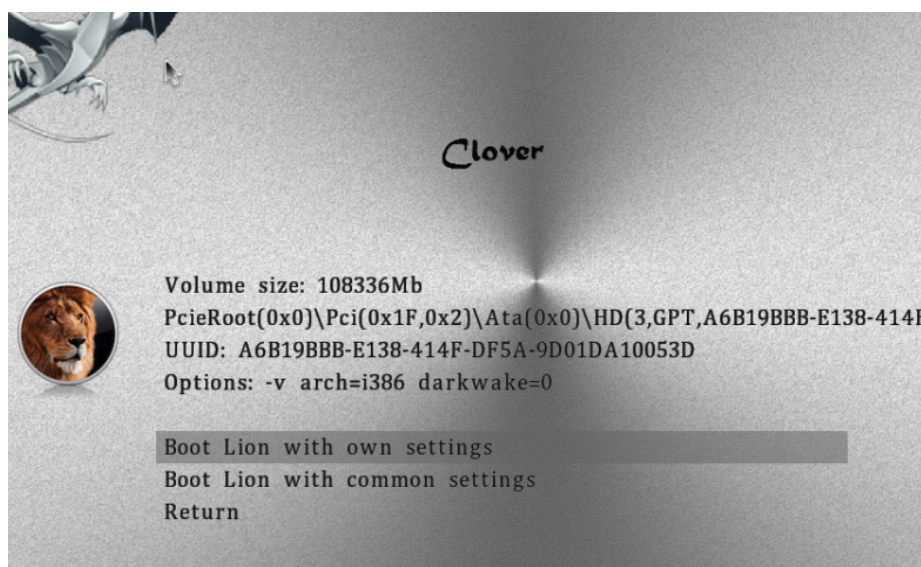 Clover
Volume size: 108336Mb
PcieRoot(0x0)\Pci(0x1F,0x2)\Ata(0x0)\HD(3,GPT,A6B19BBB-E138-414F
UUID: A6B19BBB-E138-414F-DF5A-9D01DA10053D
Options: -v arch=i386 darkwake=0
Boot Lion with own settings
Boot Lion with common settings
Return